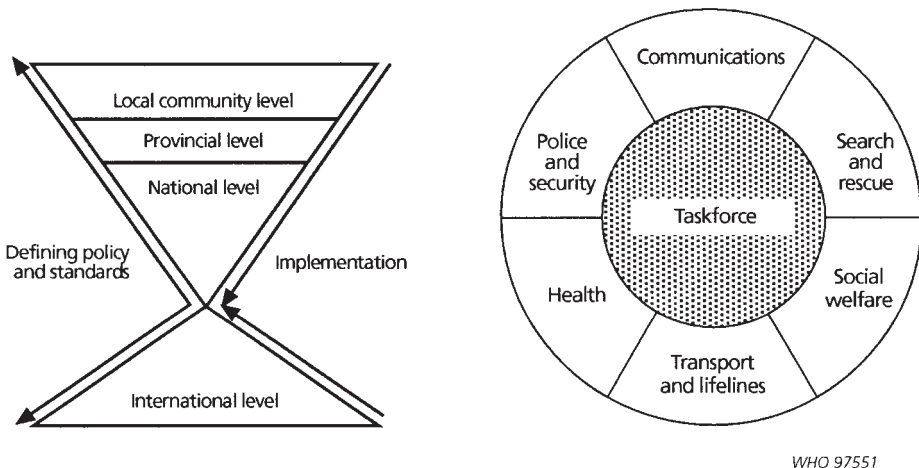 Local community level
Provincial level
National level
Defining policy
and standards
Implementation
International level
Communications
Police
and
security
Search
and
rescue
Taskforce
Health
Social
welfare
Transport
and lifelines
WHO 97551